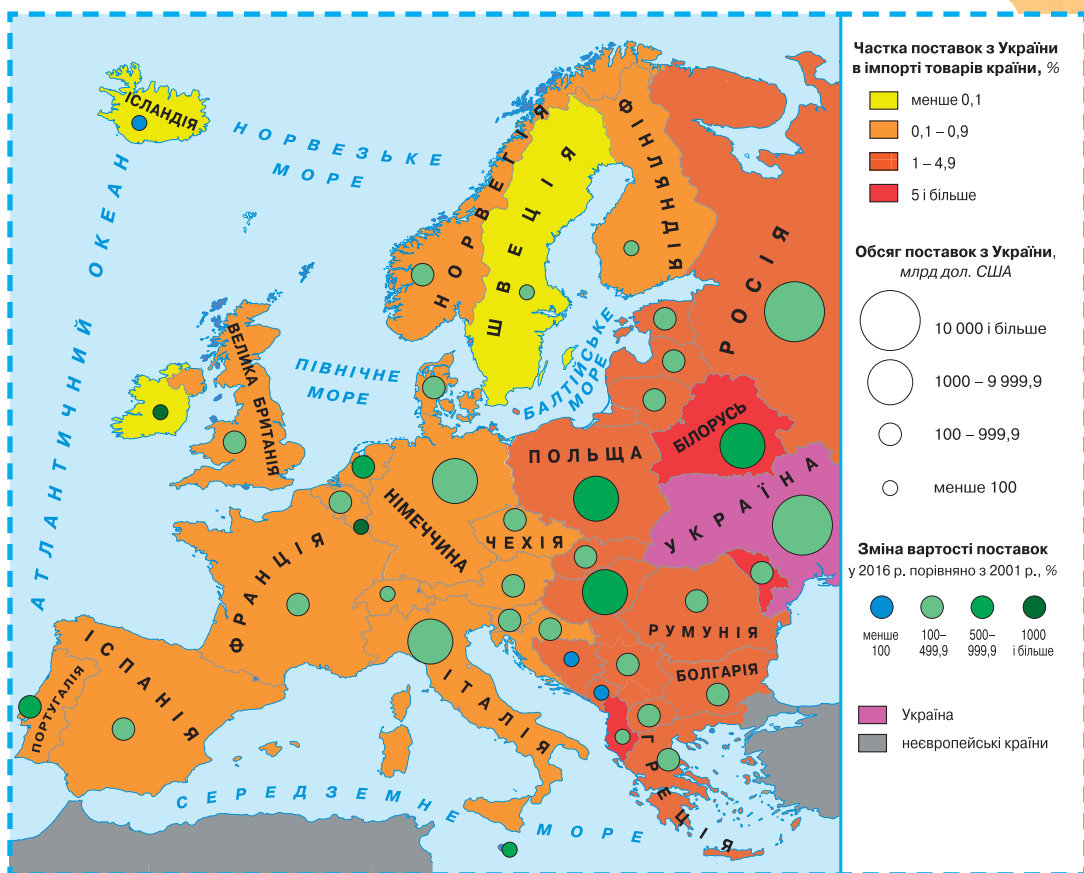 ІСЛАНДІЯ
НОРВЕЗЬКЕ
МОРЕ
АТЛАНТИЧНИЙ ОКЕАН
НОРВЕГІЯ
ШВЕЦІЯ
ФІНЛЯНДІЯ
РОСІЯ
ВЕЛИКА БРИТАНІЯ
ПІВНІЧНЕ
МОРЕ
БАЛТІЙСЬКЕ
МОРЕ
БІЛОРУСЬ
ПОЛЬЩА
УКРАЇНА
НІМЕЧЧИНА
ЧЕХІЯ
ФРАНЦІЯ
РУМУНІЯ
БОЛГАРІЯ
ІСПАНІЯ
ПОРТУГАЛІЯ
ІТАЛІЯ
ГРЕЦІЯ
СЕРЕДЗЕМНЕ МОРЕ
Частка поставок з України
в імпорті товарів країни, %
менше 0,1
0,1 – 0,9
1 – 4,9
5 і більше
Обсяг поставок з України,
млрд дол. США
10 000 і більше
1000 – 9 999,9
100 – 999,9
менше 100
Зміна вартості поставок
у 2016 р. порівняно з 2001 р., %
менше 100
100– 499,9
500– 999,9
1000 і більше
Україна
неєвропейські країни